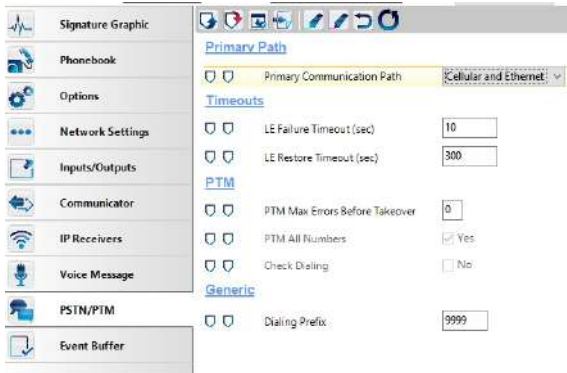 Signature Graphic
Phonebook
Options
Network Settings
Inputs/Outputs
Communicator
IP Receivers
Voice Message
PSTN/PTM
Event Buffer
Primary Path
Primary Communication Path Cellular and Ethernet
Timeouts
LE Failure Timeout (sec) 10
LE Restore Timeout (sec) 300
PTM
PTM Max Errors Before Takeover 0
PTM All Numbers Yes
Check Dialing No
Generic
Dialing Prefix 9999